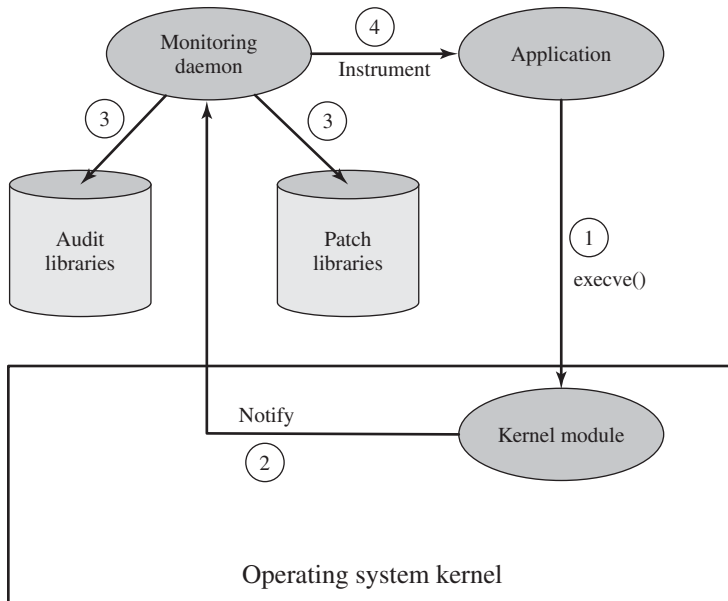 Monitoring
daemon
4
Instrument
Application
3
3
Audit
libraries
Patch
libraries
1
execve()
Notify
2
Kernel module
Operating system kernel